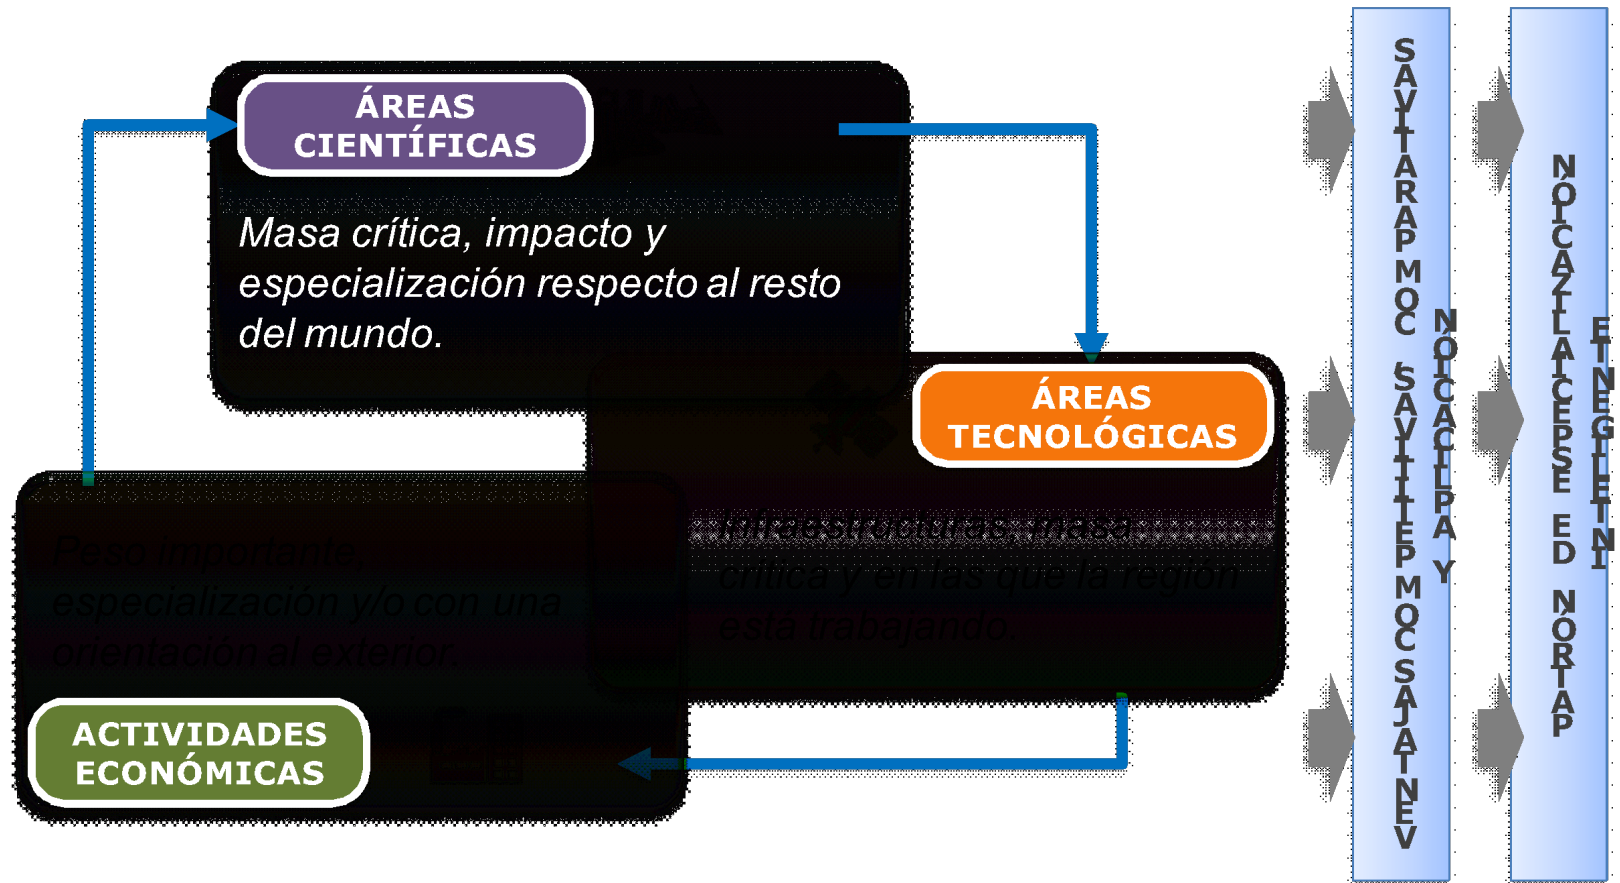 ÁREAS
CIENTÍFICAS
Masa crítica, impacto y
especialización respecto al resto
del mundo.
ÁREAS
TECNOLÓGICAS
Infraestructuras, masa
crítica y en las que la región
está trabajando.
Peso importante,
especialización y/o con una
orientación al exterior.
ACTIVIDADES
ECONÓMICAS
VENTAJAS COMPETITIVAS, COMPARATIVAS
Y APLICACIÓN
PATRÓN DE ESPECIALIZACIÓN
INTELIGENTE